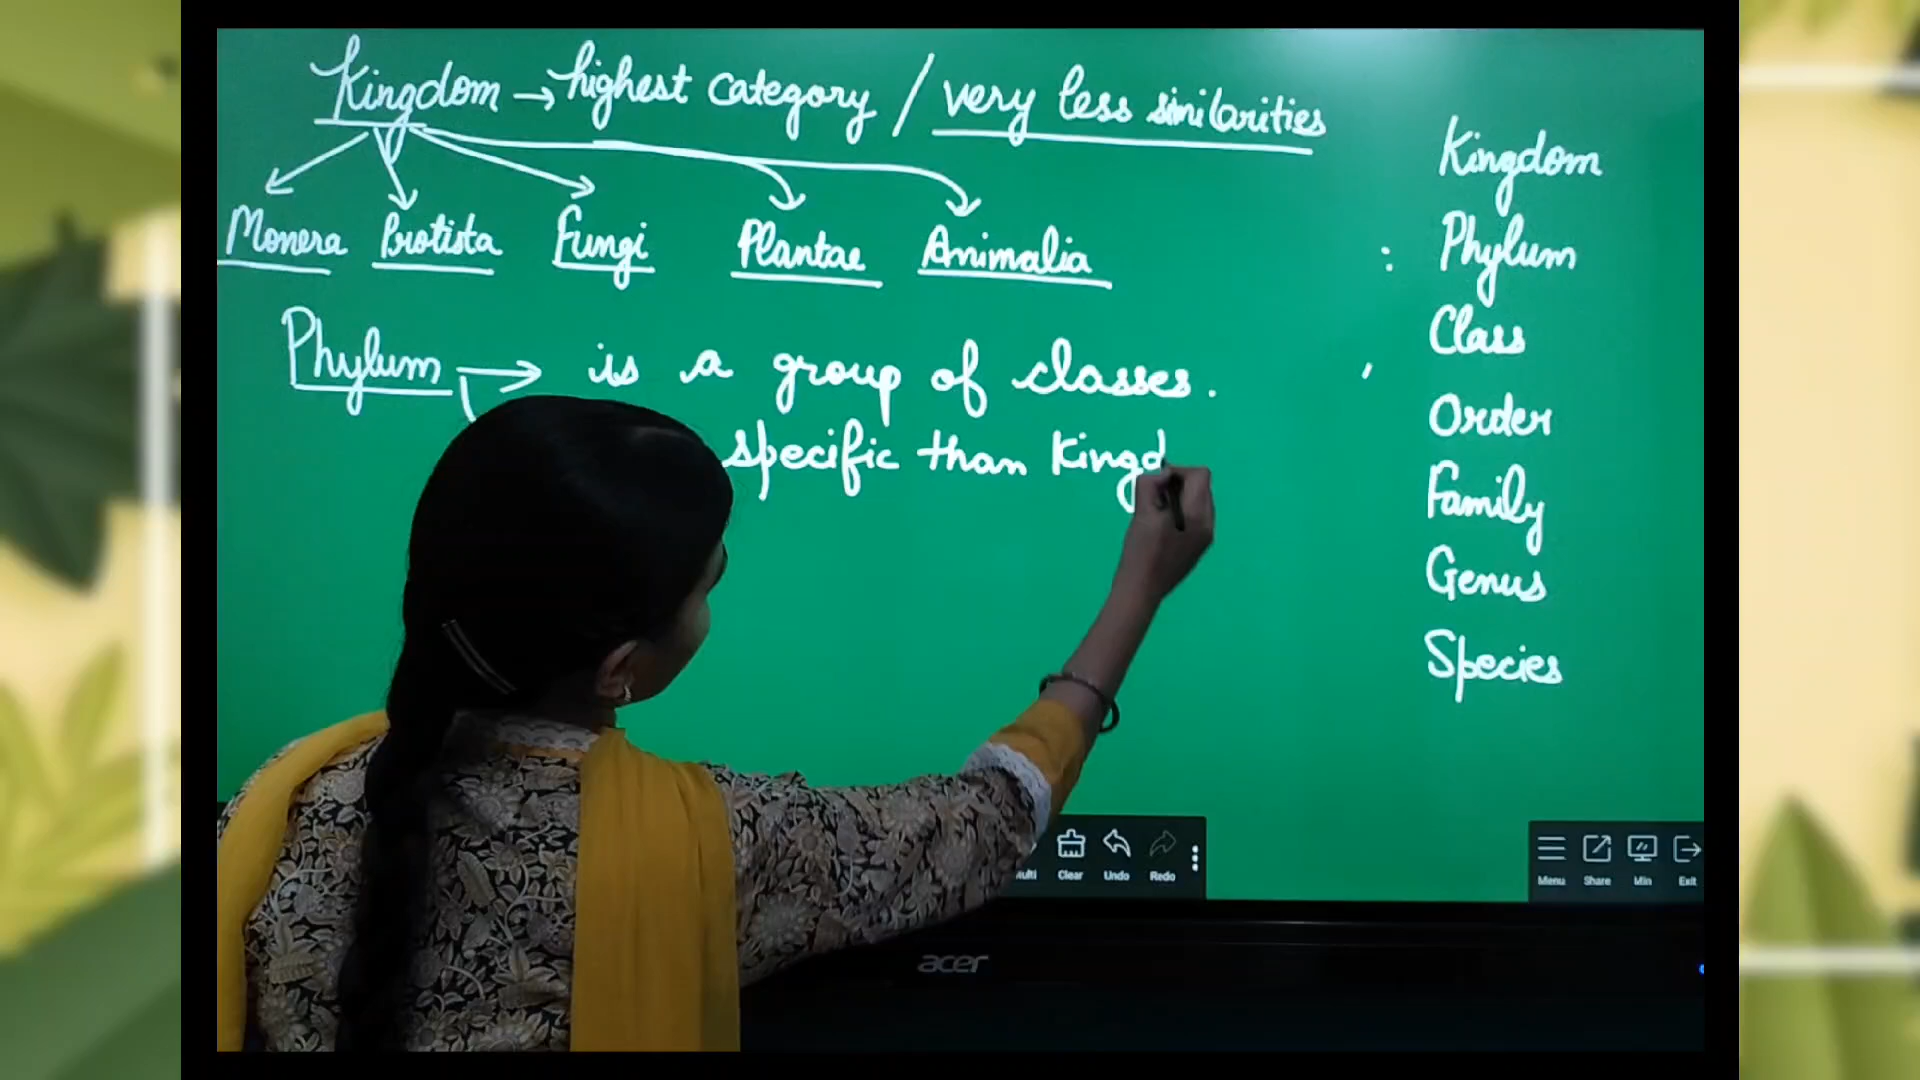 Kingdom → highest category / very less similarities
Monera Protista Fungi Plantae Animalia
Phylum → is a group of classes.
specific than Kingd
Kingdom
Phylum
Class
Order
Family
Genus
Species
Clear Undo Redo
Menu Share Min Exit
acer